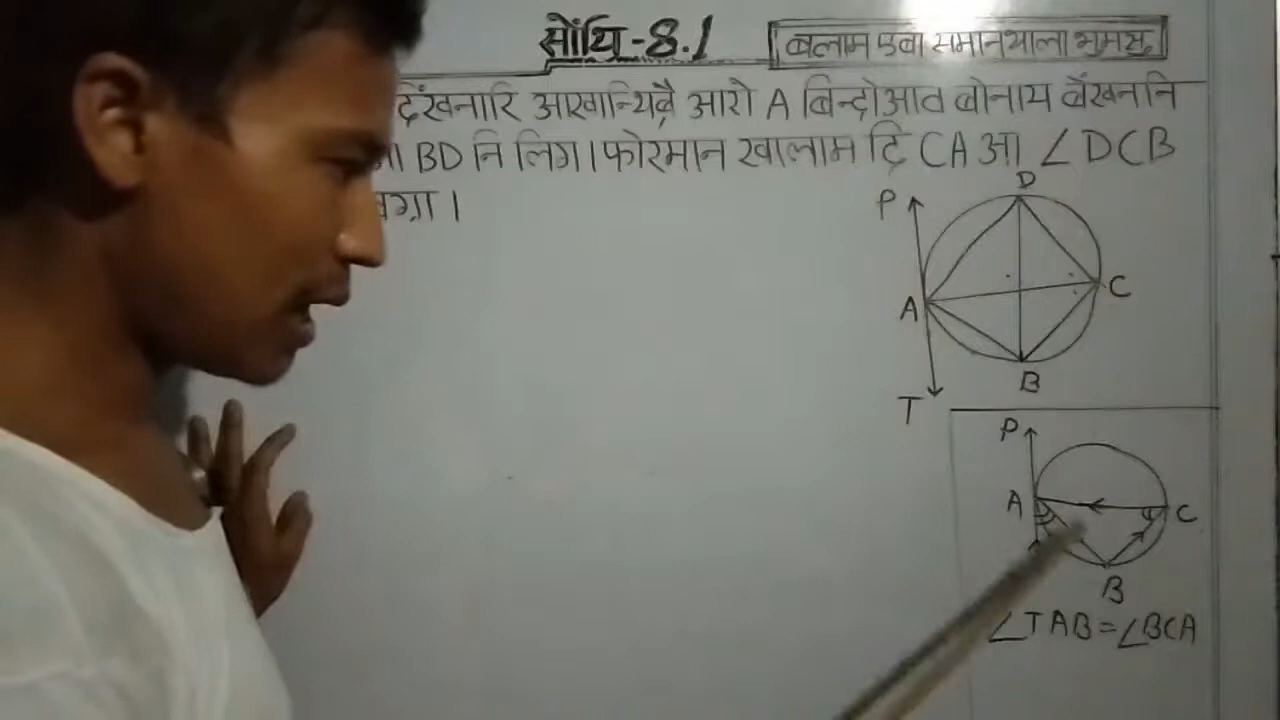 सोंथि-8.1
बलाम एबा समानथाला भुमसु
दिंखनारि आखान्थिब्रै आरो A बिन्दोआव बोनाय बेंखननि
BD नि लिग। फोरमान खालाम दि CA आ ∠DCB
P
D
A
C
B
T
P
A
C
B
∠TAB=∠BCA